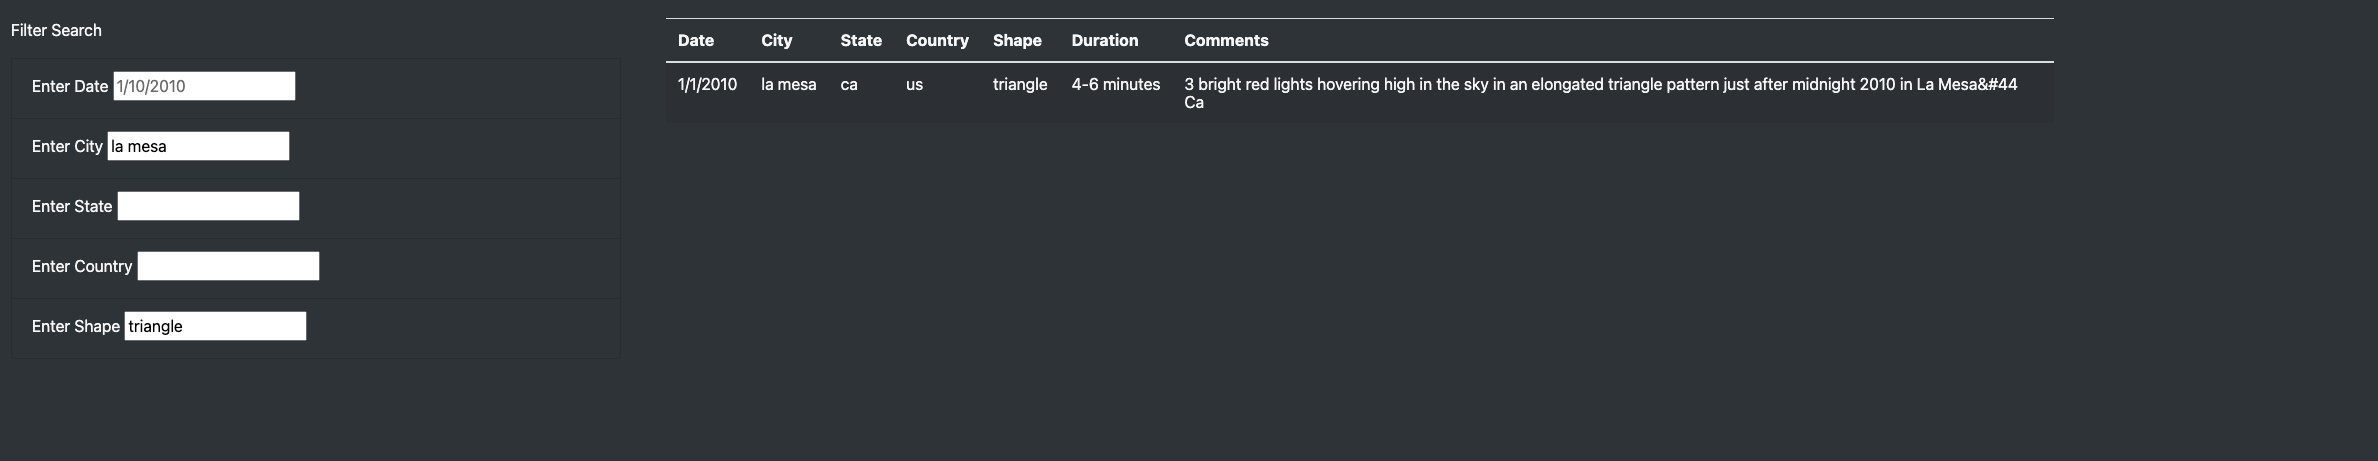 Filter Search
Enter Date 1/10/2010
Enter City la mesa
Enter State
Enter Country
Enter Shape triangle
Date City State Country Shape Duration Comments
1/1/2010 la mesa ca us triangle 4-6 minutes 3 bright red lights hovering high in the sky in an elongated triangle pattern just after midnight 2010 in La Mesa&#44
Ca